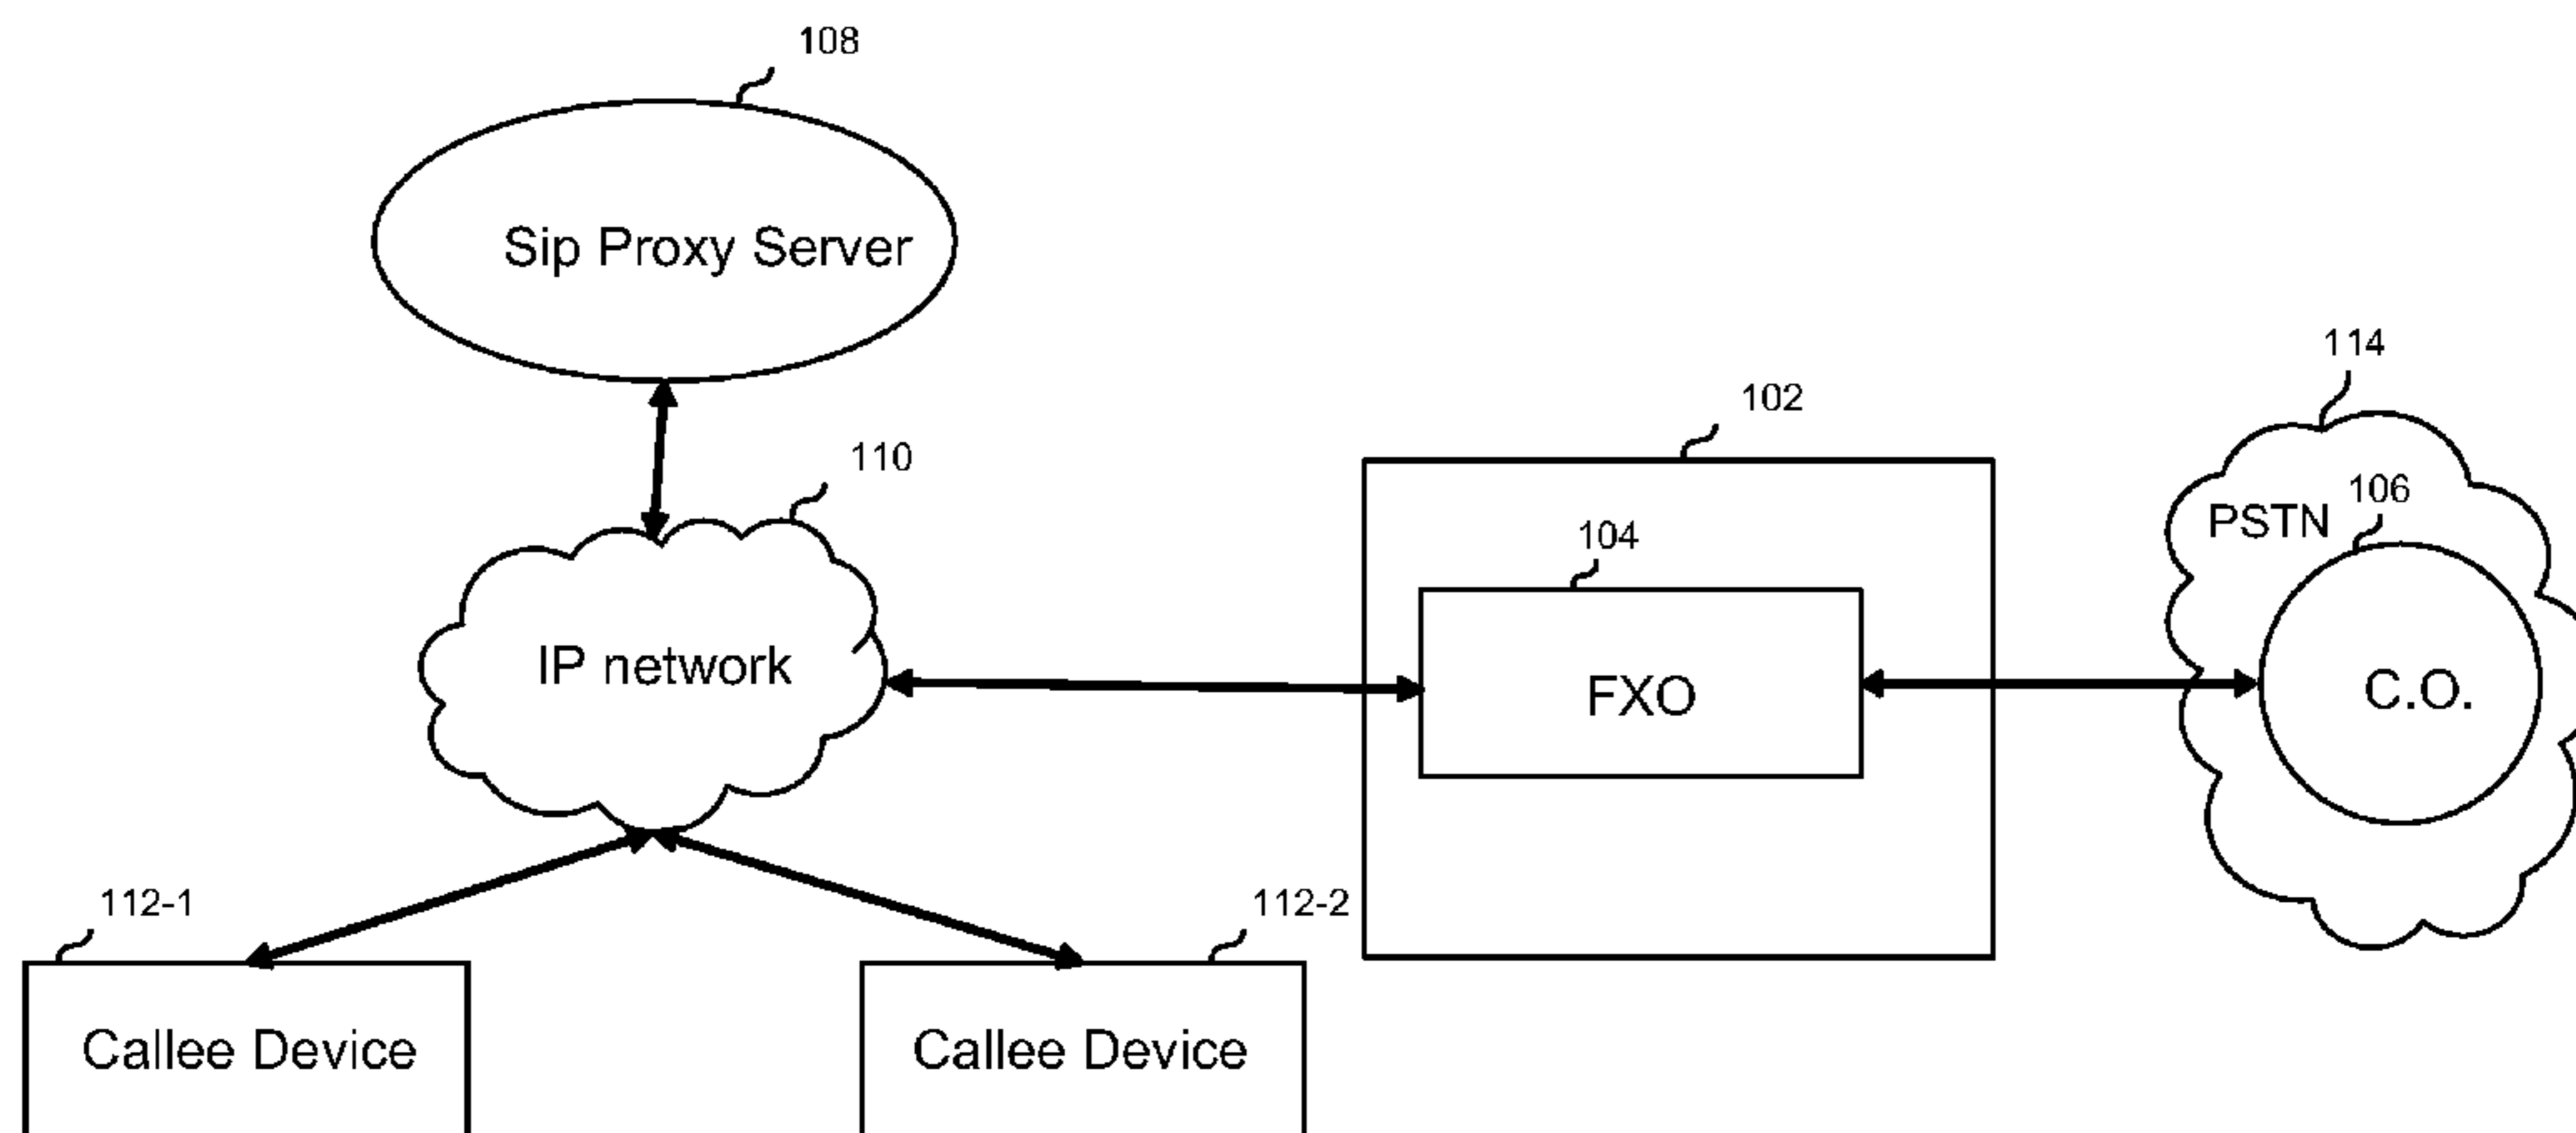 108
Sip Proxy Server
114
102
110
PSTN
106
104
IP network
FXO
C.O.
112-1
112-2
Callee Device
Callee Device